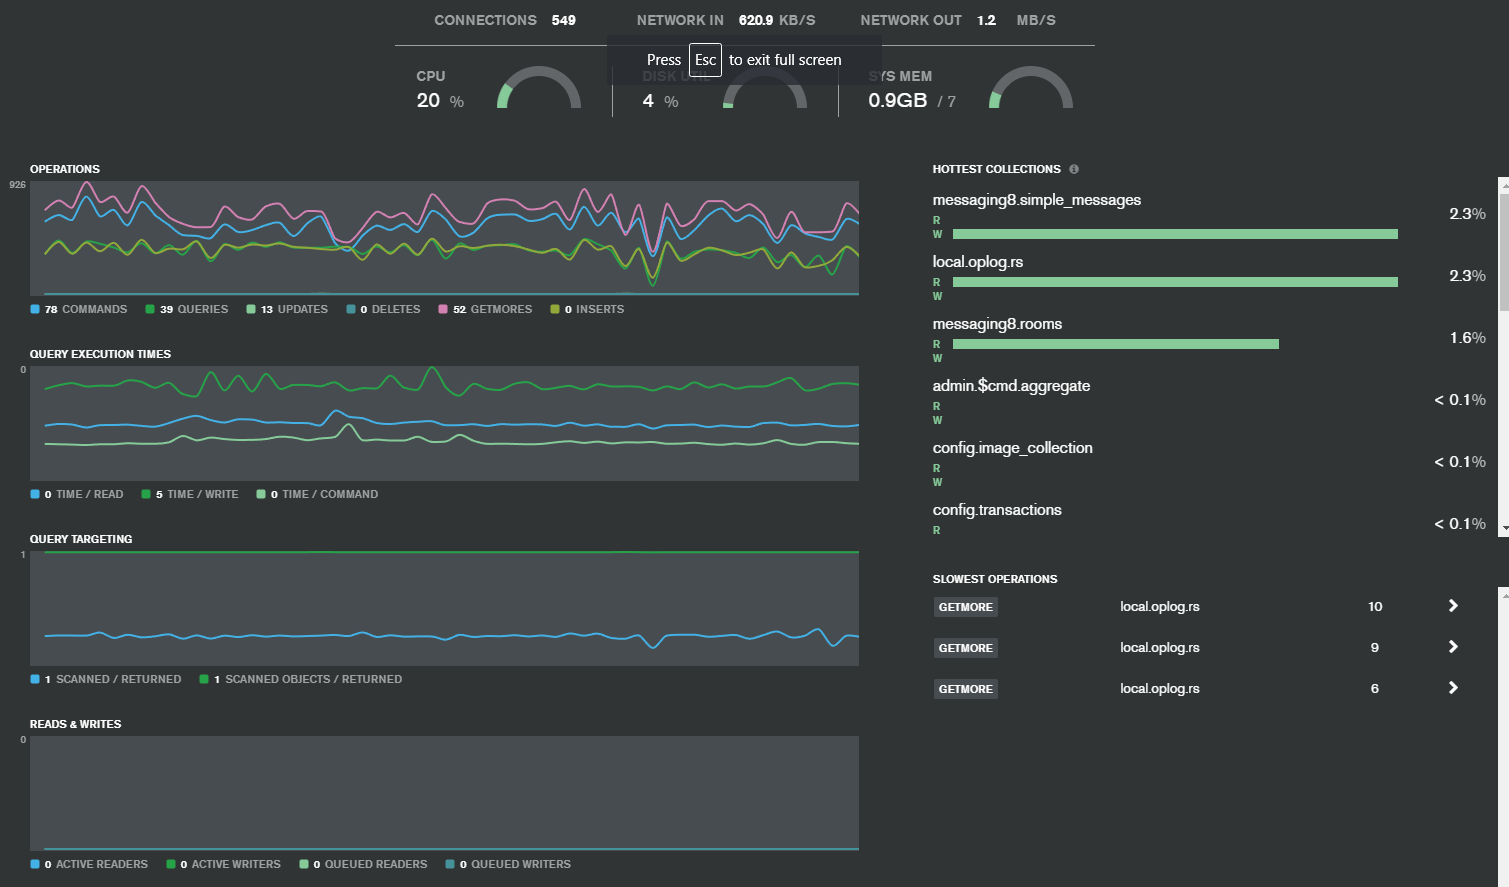 CONNECTIONS 549 NETWORK IN 620.9 KB/S NETWORK OUT 1.2 MB/S
Press Esc to exit full screen
CPU DISK UTIL SYS MEM
20 % 4 % 0.9GB / 7
OPERATIONS
926
78 COMMANDS 39 QUERIES 13 UPDATES 0 DELETES 52 GETMORES 0 INSERTS
QUERY EXECUTION TIMES
0
0 TIME / READ 5 TIME / WRITE 0 TIME / COMMAND
QUERY TARGETING
1
1 SCANNED / RETURNED 1 SCANNED OBJECTS / RETURNED
READS & WRITES
0
0 ACTIVE READERS 0 ACTIVE WRITERS 0 QUEUED READERS 0 QUEUED WRITERS
HOTTEST COLLECTIONS
messaging8.simple_messages
R
2.3%
W
local.oplog.rs
R
2.3%
W
messaging8.rooms
R
1.6%
W
admin.$cmd.aggregate
R
< 0.1%
W
config.image_collection
R
< 0.1%
W
config.transactions
R
< 0.1%
SLOWEST OPERATIONS
GETMORE local.oplog.rs 10
GETMORE local.oplog.rs 9
GETMORE local.oplog.rs 6